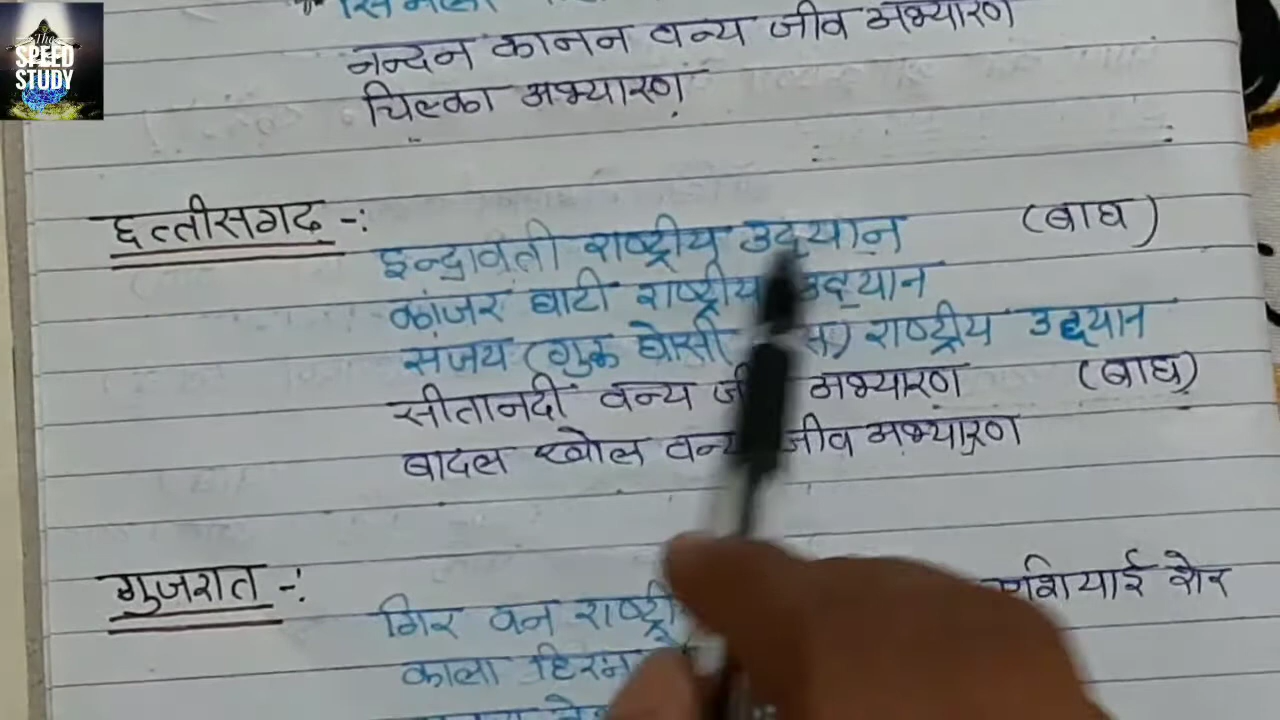 The
SPEED
STUDY
नन्दन कानन वन्य जीव अभ्यारण
चिल्का अभ्यारण
छत्तीसगढ़ -:
इन्द्रावती राष्ट्रीय उद्यान (बाघ)
कांजर घाटी राष्ट्रीय उद्यान
संजय (गुरू घासी) राष्ट्रीय उद्यान
सीतानदी वन्य अभ्यारण (बाघ)
बादल खोल वन्य जीव अभ्यारण
गुजरात -:
गिर वन एशियाई शेर
काला हिरन